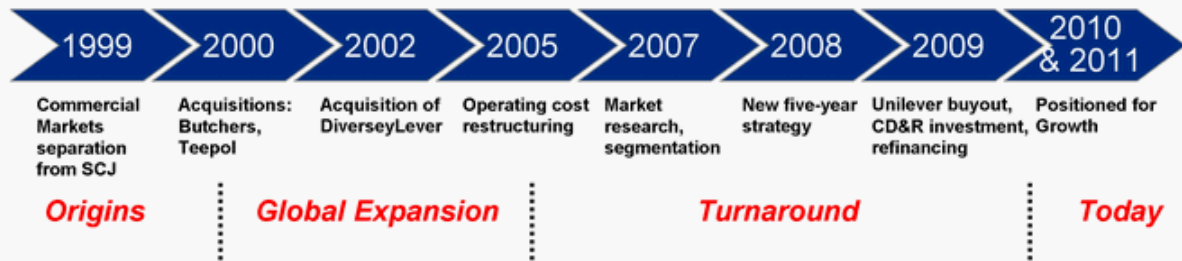 1999
2000
2002
2005
2007
2008
2009
2010
& 2011
Commercial
Markets
separation
from SCJ
Acquisitions:
Butchers,
Teepol
Acquisition of
DiverseyLever
Operating cost
restructuring
Market
research,
segmentation
New five-year
strategy
Unilever buyout,
CD&R investment,
refinancing
Positioned for
Growth
Origins
Global Expansion
Turnaround
Today